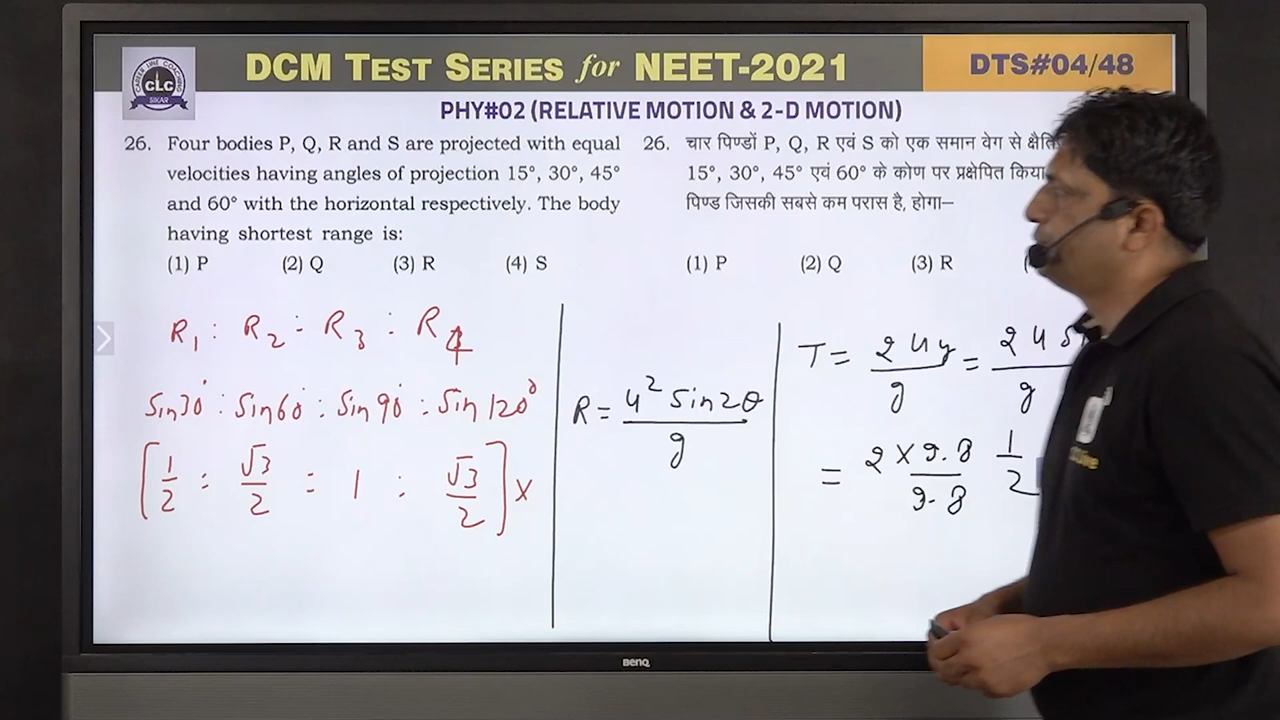 DCM TEST SERIES for NEET-2021
DTS#04/48
CLC
SIKAR
PHY#02 (RELATIVE MOTION & 2-D MOTION)
26. Four bodies P, Q, R and S are projected with equal
velocities having angles of projection 15°, 30°, 45°
and 60° with the horizontal respectively. The body
having shortest range is:
(1) P (2) Q (3) R (4) S
26. चार पिण्डों P, Q, R एवं S को एक समान वेग से
15°, 30°, 45° एवं 60° के कोण पर प्रक्षेपित किया
पिण्ड जिसकी सबसे कम परास है, होगा–
(1) P (2) Q (3) R
R₁ : R₂ : R₃ : R₄
Sin30° : Sin60° : Sin90° : Sin120°
[1/2 : √3/2 : 1 : √3/2] ×
R = u² Sin2θ / g
T = 2uy / g = 2u / g
= 2 × 9.8 / 9.8 1/2
BenQ